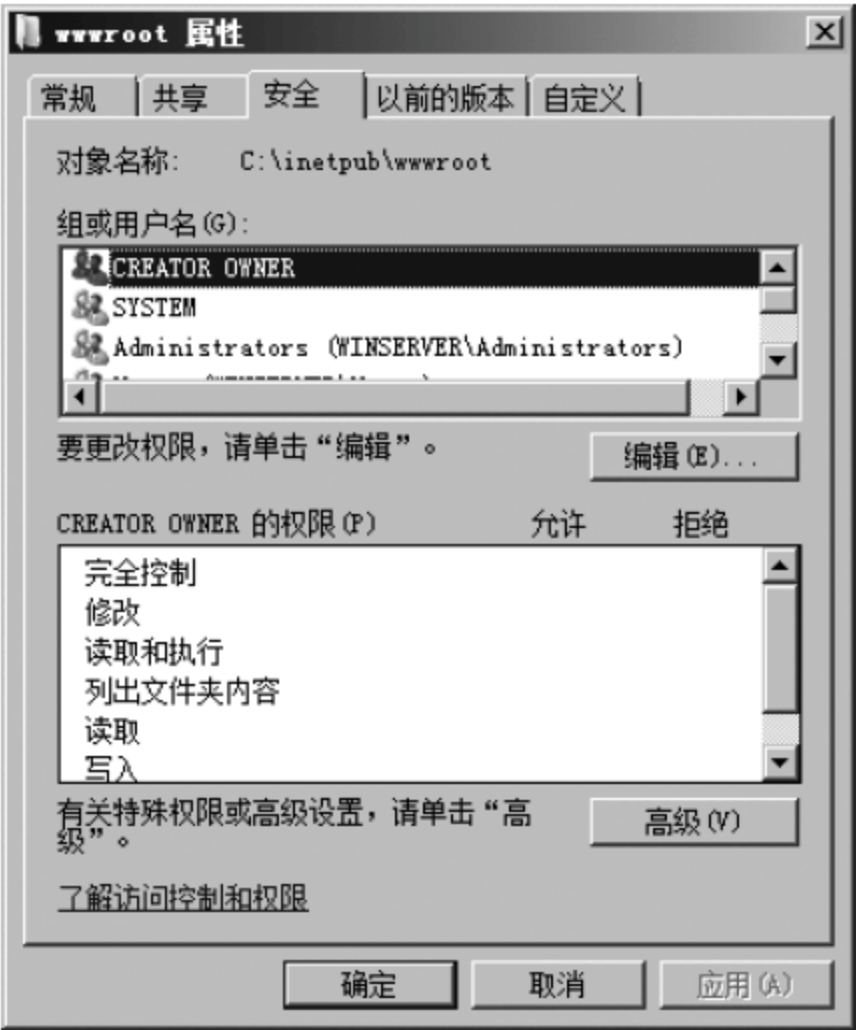 wwwroot 属性
常规 共享 安全 以前的版本 自定义
对象名称: C:\inetpub\wwwroot
组或用户名(G):
CREATOR OWNER
SYSTEM
Administrators (WINSERVER\Administrators)
要更改权限，请单击“编辑”。 编辑(E)...
CREATOR OWNER 的权限(P) 允许 拒绝
完全控制
修改
读取和执行
列出文件夹内容
读取
写入
有关特殊权限或高级设置，请单击“高
级”。 高级(V)
了解访问控制和权限
确定 取消 应用(A)